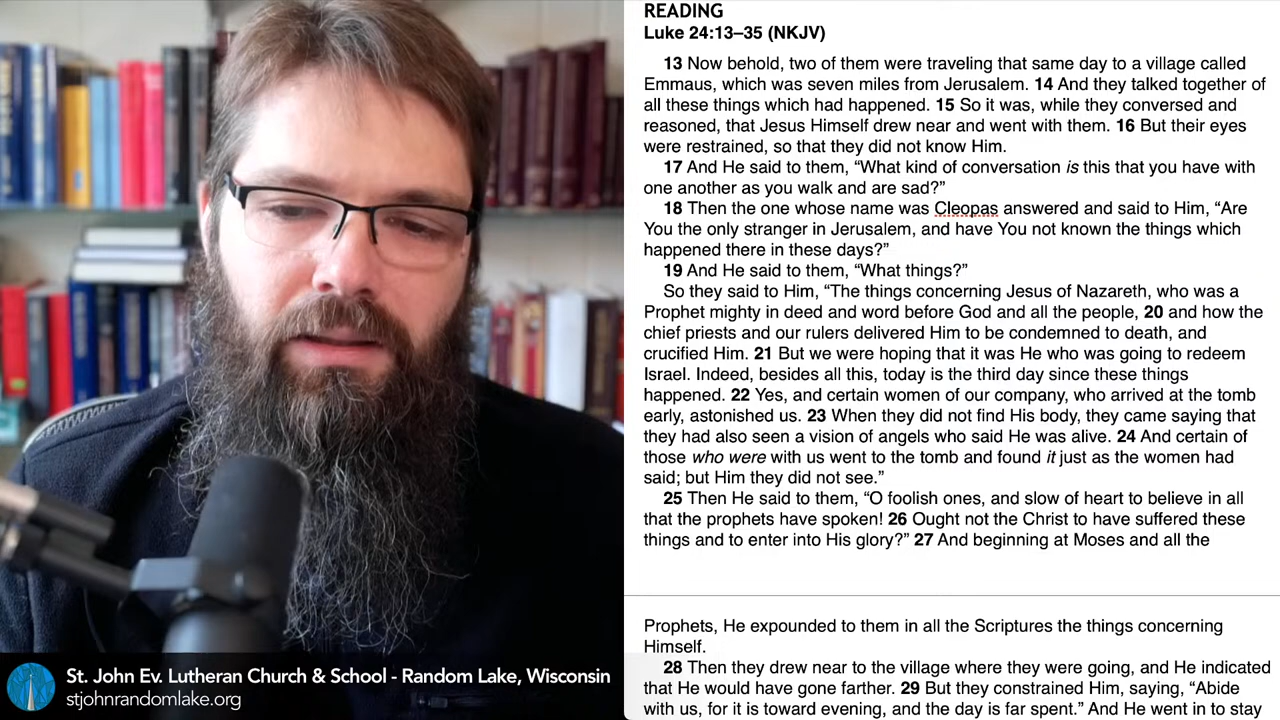 READING
Luke 24:13–35 (NKJV)
13 Now behold, two of them were traveling that same day to a village called
Emmaus, which was seven miles from Jerusalem. 14 And they talked together of
all these things which had happened. 15 So it was, while they conversed and
reasoned, that Jesus Himself drew near and went with them. 16 But their eyes
were restrained, so that they did not know Him.
17 And He said to them, “What kind of conversation is this that you have with
one another as you walk and are sad?”
18 Then the one whose name was Cleopas answered and said to Him, “Are
You the only stranger in Jerusalem, and have You not known the things which
happened there in these days?”
19 And He said to them, “What things?”
So they said to Him, “The things concerning Jesus of Nazareth, who was a
Prophet mighty in deed and word before God and all the people, 20 and how the
chief priests and our rulers delivered Him to be condemned to death, and
crucified Him. 21 But we were hoping that it was He who was going to redeem
Israel. Indeed, besides all this, today is the third day since these things
happened. 22 Yes, and certain women of our company, who arrived at the tomb
early, astonished us. 23 When they did not find His body, they came saying that
they had also seen a vision of angels who said He was alive. 24 And certain of
those who were with us went to the tomb and found it just as the women had
said; but Him they did not see.”
25 Then He said to them, “O foolish ones, and slow of heart to believe in all
that the prophets have spoken! 26 Ought not the Christ to have suffered these
things and to enter into His glory?” 27 And beginning at Moses and all the
Prophets, He expounded to them in all the Scriptures the things concerning
Himself.
28 Then they drew near to the village where they were going, and He indicated
that He would have gone farther. 29 But they constrained Him, saying, “Abide
with us, for it is toward evening, and the day is far spent.” And He went in to stay
St. John Ev. Lutheran Church & School - Random Lake, Wisconsin
stjohnrandomlake.org